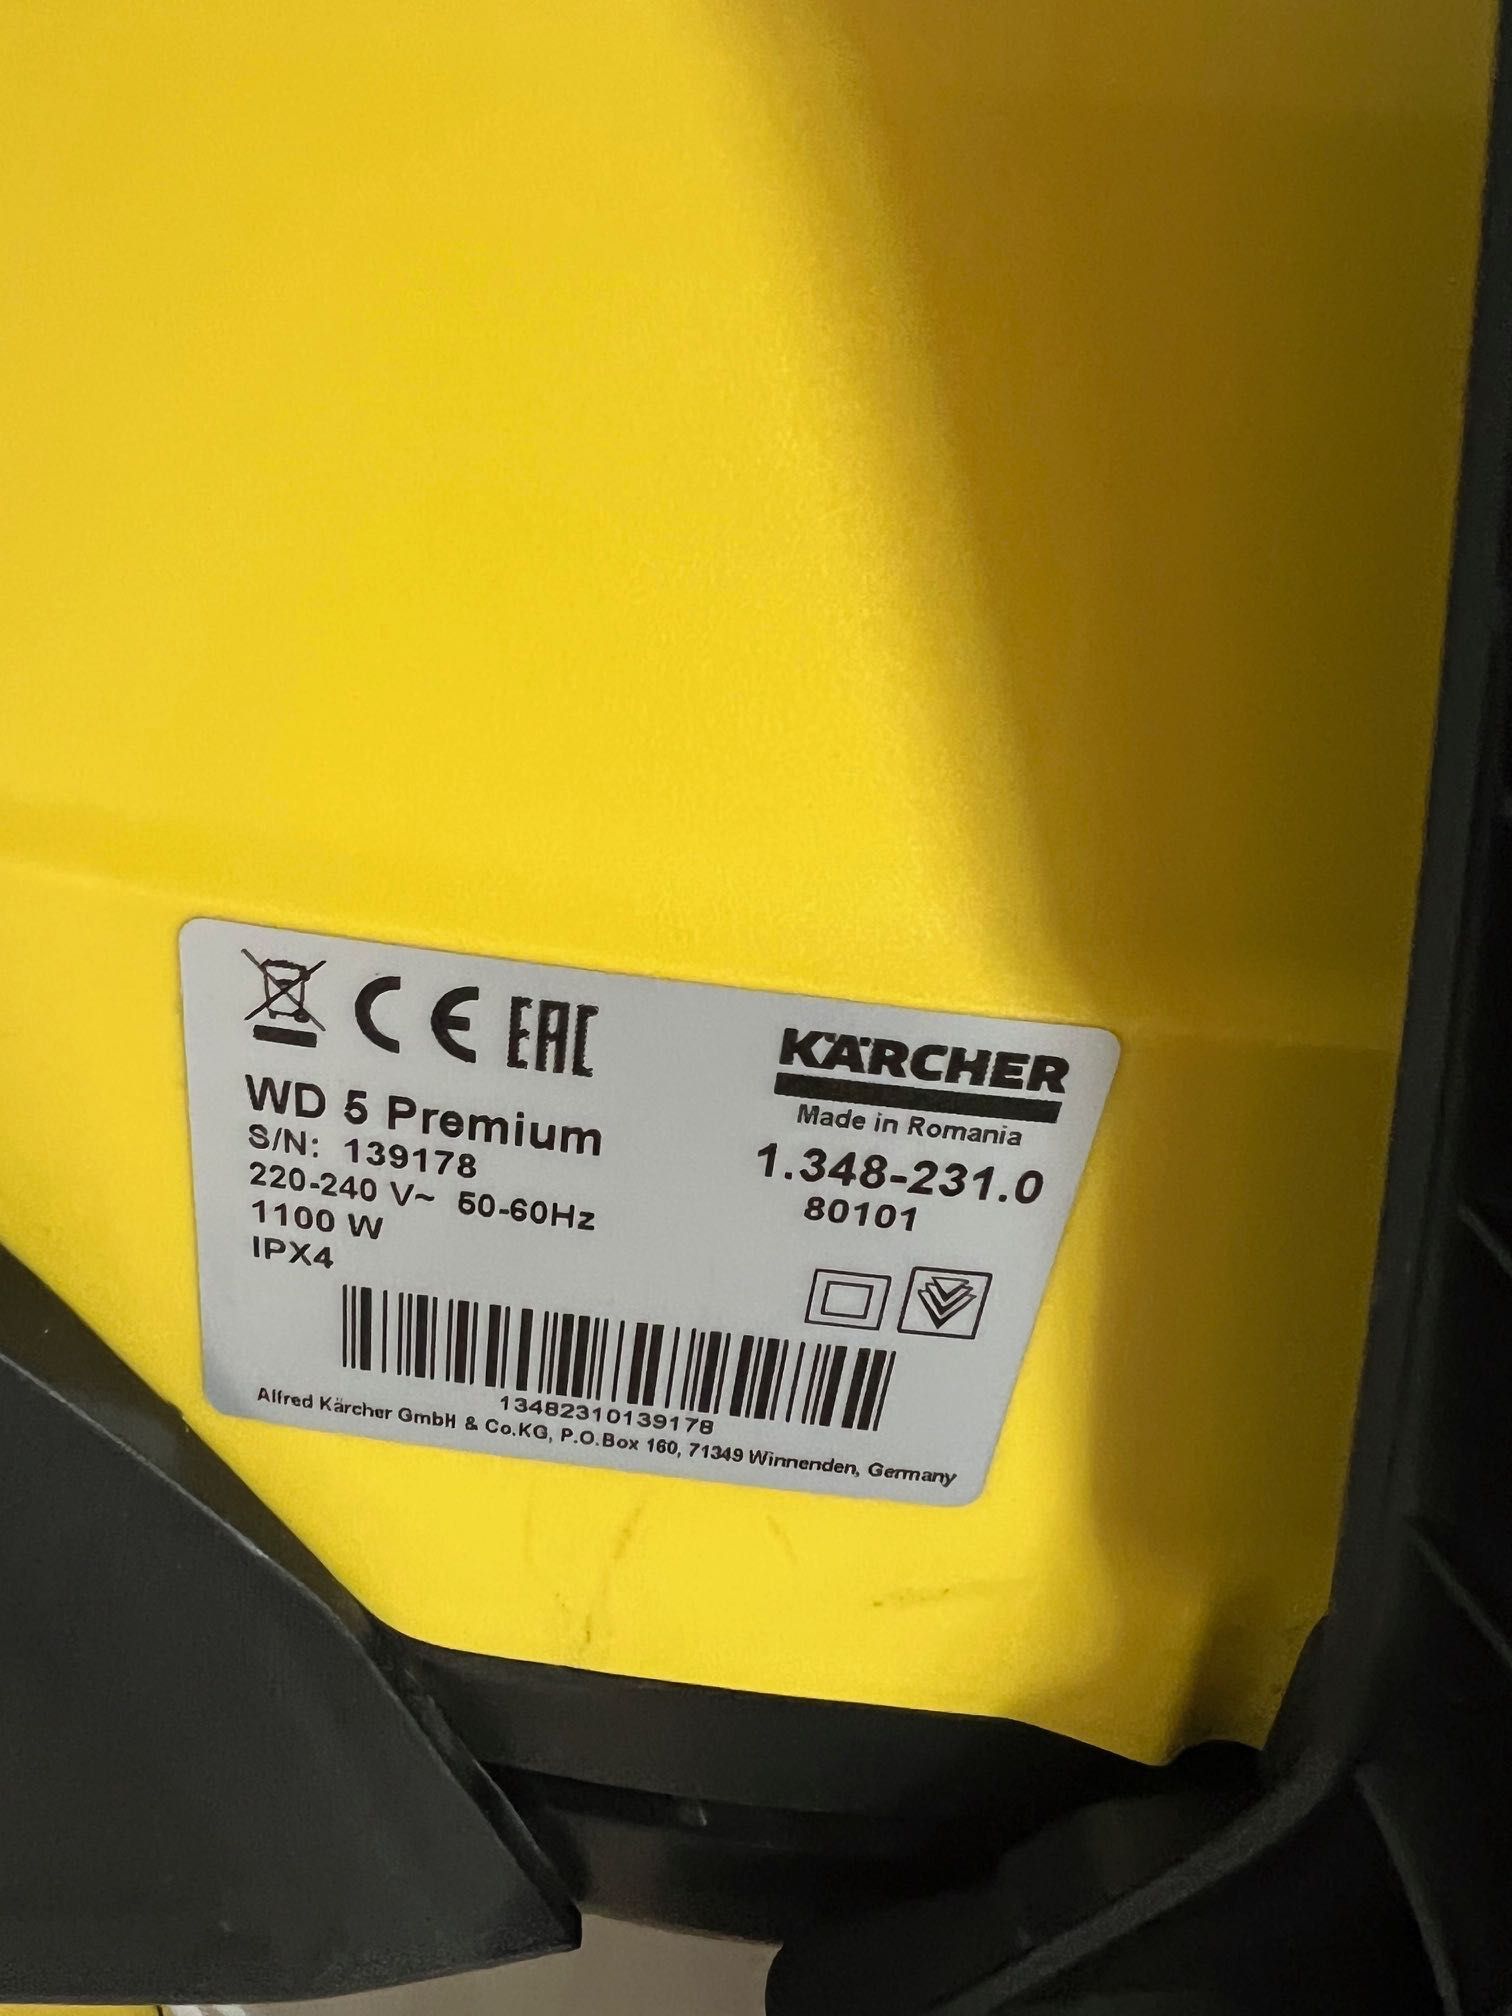 CE EAC
KÄRCHER
Made in Romania
WD 5 Premium
S/N: 139178
220-240 V~ 50-60Hz
1100 W
IPX4
1.348-231.0
80101
13482310139178
Alfred Kärcher GmbH & Co.KG, P.O.Box 160, 71349 Winnenden, Germany